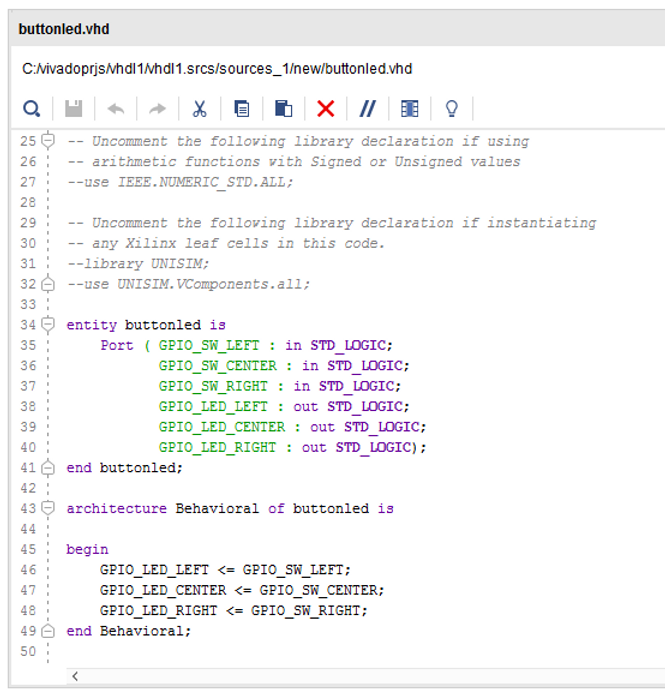 buttonled.vhd
C:/vivadoprjs/vhdl1/vhdl1.srcs/sources_1/new/buttonled.vhd
25 -- Uncomment the following library declaration if using
26 -- arithmetic functions with Signed or Unsigned values
27 --use IEEE.NUMERIC_STD.ALL;
28
29 -- Uncomment the following library declaration if instantiating
30 -- any Xilinx leaf cells in this code.
31 --library UNISIM;
32 --use UNISIM.VComponents.all;
33
34 entity buttonled is
35     Port ( GPIO_SW_LEFT : in STD_LOGIC;
36            GPIO_SW_CENTER : in STD_LOGIC;
37            GPIO_SW_RIGHT : in STD_LOGIC;
38            GPIO_LED_LEFT : out STD_LOGIC;
39            GPIO_LED_CENTER : out STD_LOGIC;
40            GPIO_LED_RIGHT : out STD_LOGIC);
41 end buttonled;
42
43 architecture Behavioral of buttonled is
44
45 begin
46     GPIO_LED_LEFT <= GPIO_SW_LEFT;
47     GPIO_LED_CENTER <= GPIO_SW_CENTER;
48     GPIO_LED_RIGHT <= GPIO_SW_RIGHT;
49 end Behavioral;
50